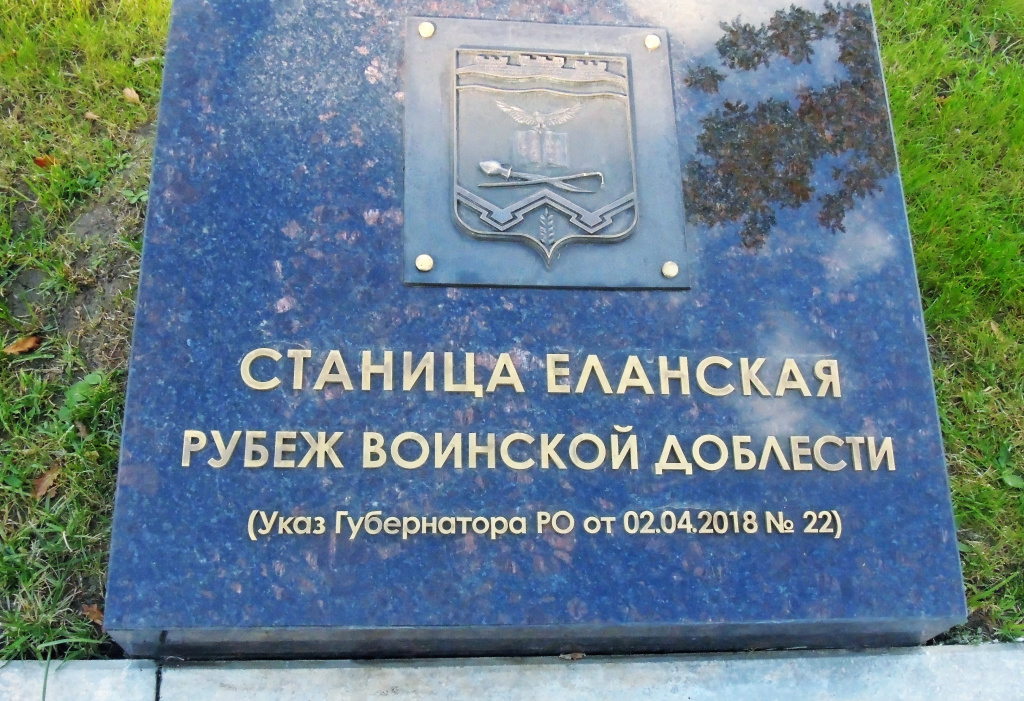 СТАНИЦА ЕЛАНСКАЯ
РУБЕЖ ВОИНСКОЙ ДОБЛЕСТИ
(Указ Губернатора РО от 02.04.2018 № 22)